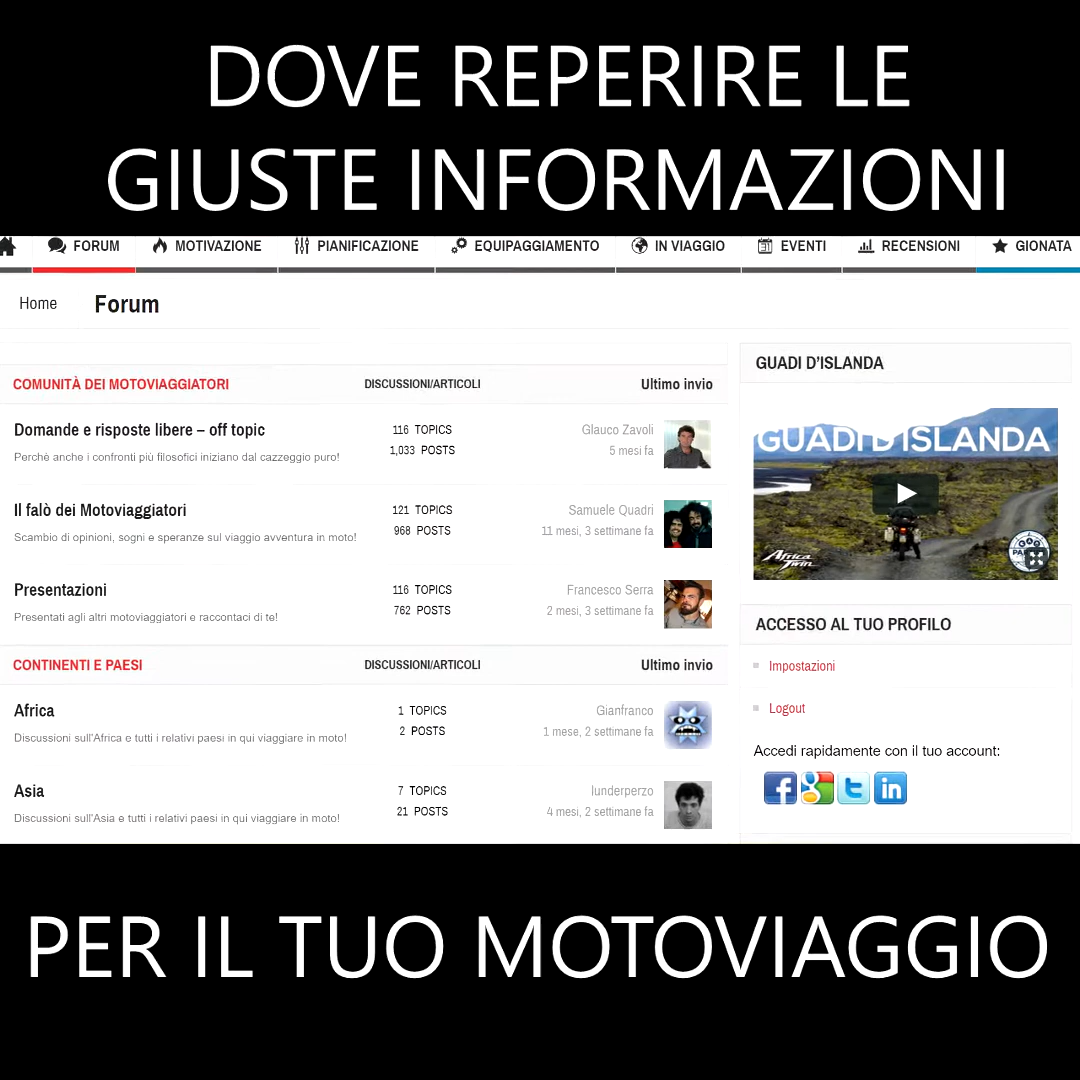 DOVE REPERIRE LE
GIUSTE INFORMAZIONI
FORUM MOTIVAZIONE PIANIFICAZIONE EQUIPAGGIAMENTO IN VIAGGIO EVENTI RECENSIONI GIONATA
Home Forum
COMUNITÀ DEI MOTOVIAGGIATORI DISCUSSIONI/ARTICOLI Ultimo invio
Domande e risposte libere – off topic 116 TOPICS Glauco Zavoli
Perchè anche i confronti più filosofici iniziano dal cazzeggio puro! 1,033 POSTS 5 mesi fa
Il falò dei Motoviaggiatori 121 TOPICS Samuele Quadri
Scambio di opinioni, sogni e speranze sul viaggio avventura in moto! 968 POSTS 11 mesi, 3 settimane fa
Presentazioni 116 TOPICS Francesco Serra
Presentati agli altri motoviaggiatori e raccontaci di te! 762 POSTS 2 mesi, 3 settimane fa
CONTINENTI E PAESI DISCUSSIONI/ARTICOLI Ultimo invio
Africa 1 TOPICS Gianfranco
Discussioni sull'Africa e tutti i relativi paesi in qui viaggiare in moto! 2 POSTS 1 mese, 2 settimane fa
Asia 7 TOPICS lunderperzo
Discussioni sull'Asia e tutti i relativi paesi in qui viaggiare in moto! 21 POSTS 4 mesi, 2 settimane fa
GUADI D'ISLANDA
GUADI D'ISLANDA
Africa Twin
ACCESSO AL TUO PROFILO
Impostazioni
Logout
Accedi rapidamente con il tuo account:
PER IL TUO MOTOVIAGGIO